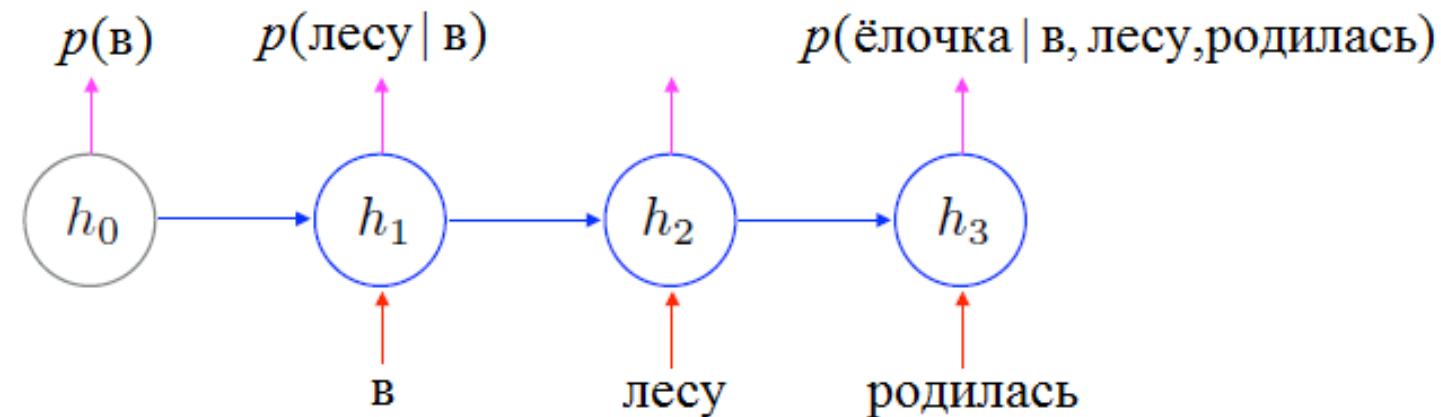 p(в) p(лесу | в) p(ёлочка | в, лесу,родилась)
h₀ h₁ h₂ h₃
в лесу родилась